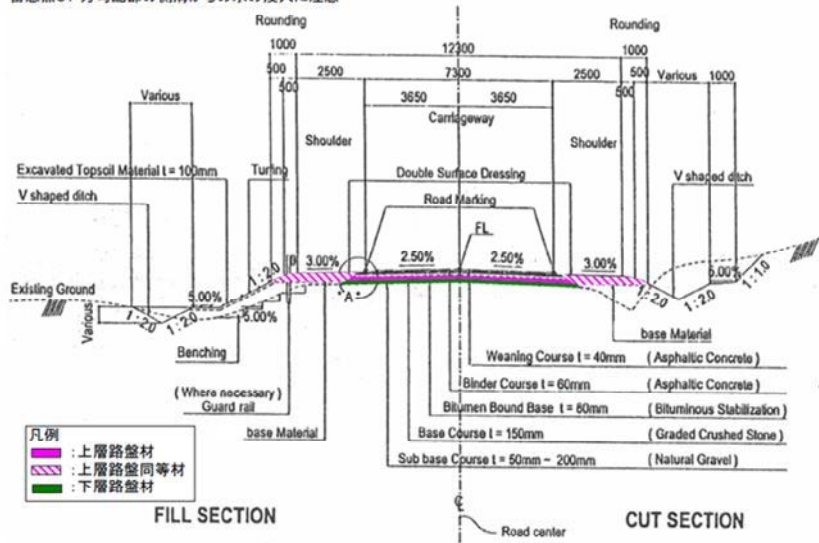 Rounding
Rounding
1000
12300
1000
500
2500
7300
2500
500
Various
1000
500
500
Various
3650
3650
Carriageway
Shoulder
Shoulder
Excavated Topsoil Material t = 100mm
Turfing
Double Surface Dressing
V shaped ditch
V shaped ditch
Road Marking
FL
3.00%
2.50%
2.50%
3.00%
1 : 2.0
Existing Ground
5.00%
5.00%
1 : 2.0
1 : 2.0
5.00%
"A"
1 : 2.0
1 : 2.0
1 : 1.0
Various
Benching
base Material
Weaning Course t = 40mm
( Asphaltic Concrete )
( Where necessary )
Guard rail
Binder Course t = 60mm
( Asphaltic Concrete )
Bitumen Bound Base t = 80mm
( Bituminous Stabilization )
base Material
Base Course t = 150mm
( Graded Crushed Stone )
Sub base Course t = 50mm ~ 200mm
( Natural Gravel )
凡例
: 上層路盤材
: 上層路盤同等材
: 下層路盤材
FILL SECTION
Road center
CUT SECTION